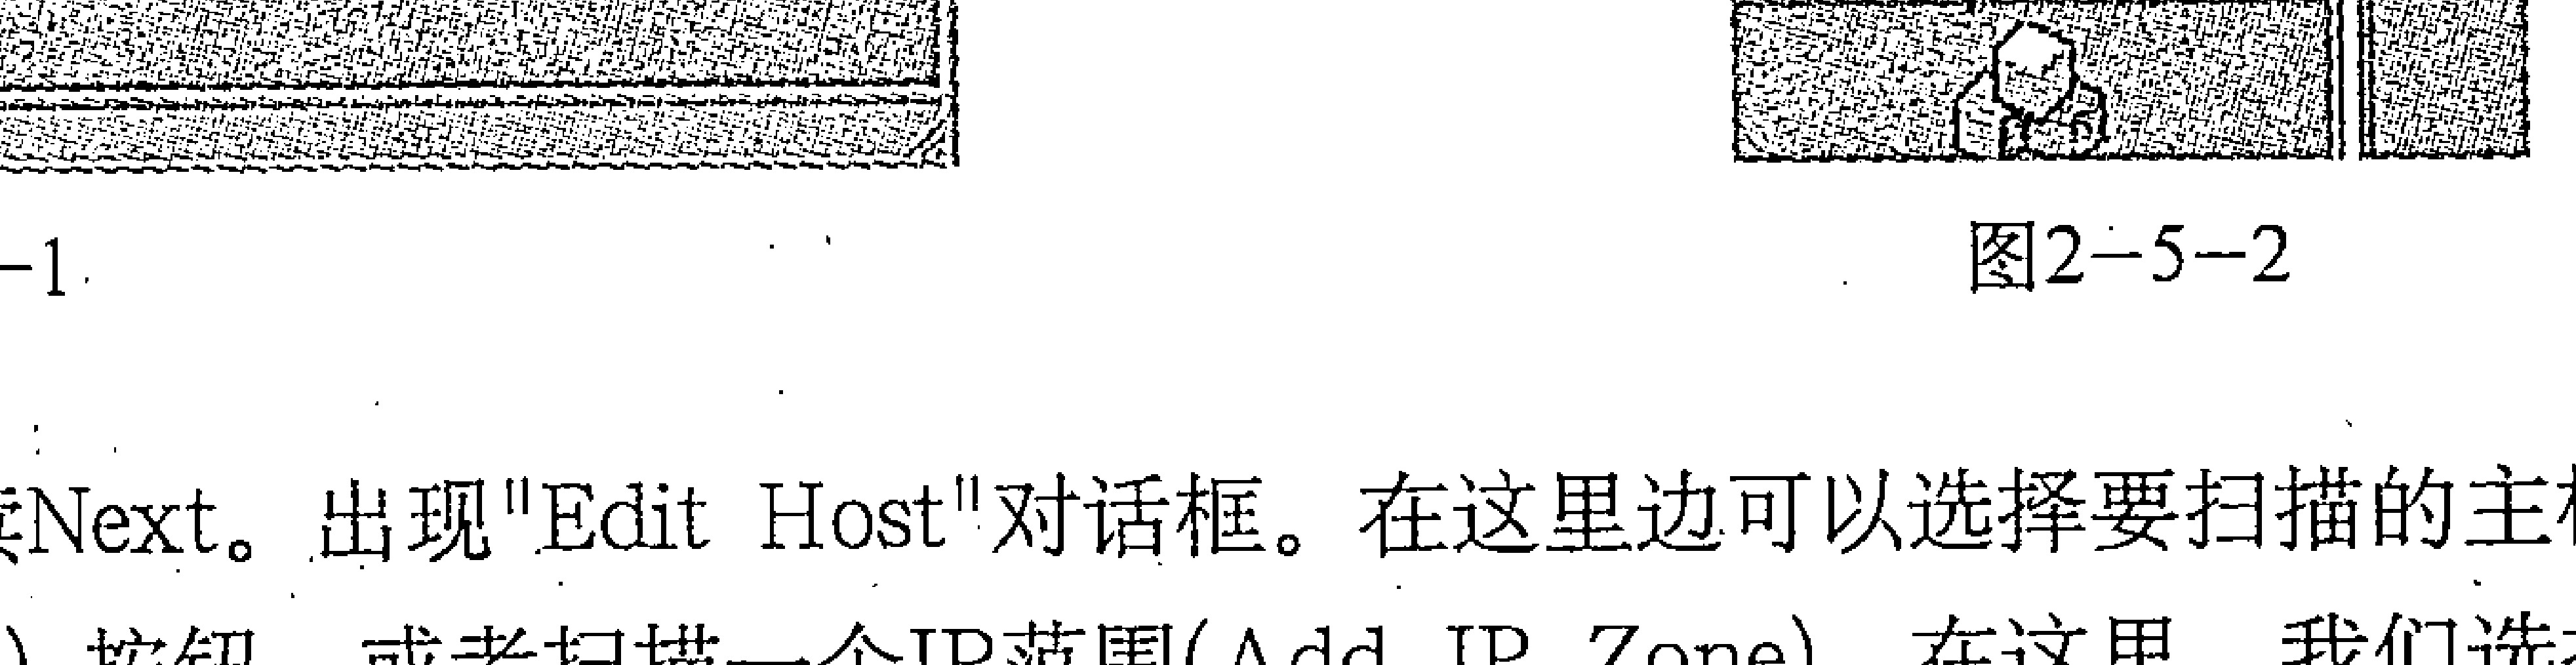 -1 图2-5-2
Next。出现"Edit Host"对话框。在这里边可以选择要扫描的主
)按钮 或者扫描一个IP范围(Add IP Zone) 在这里 我们选